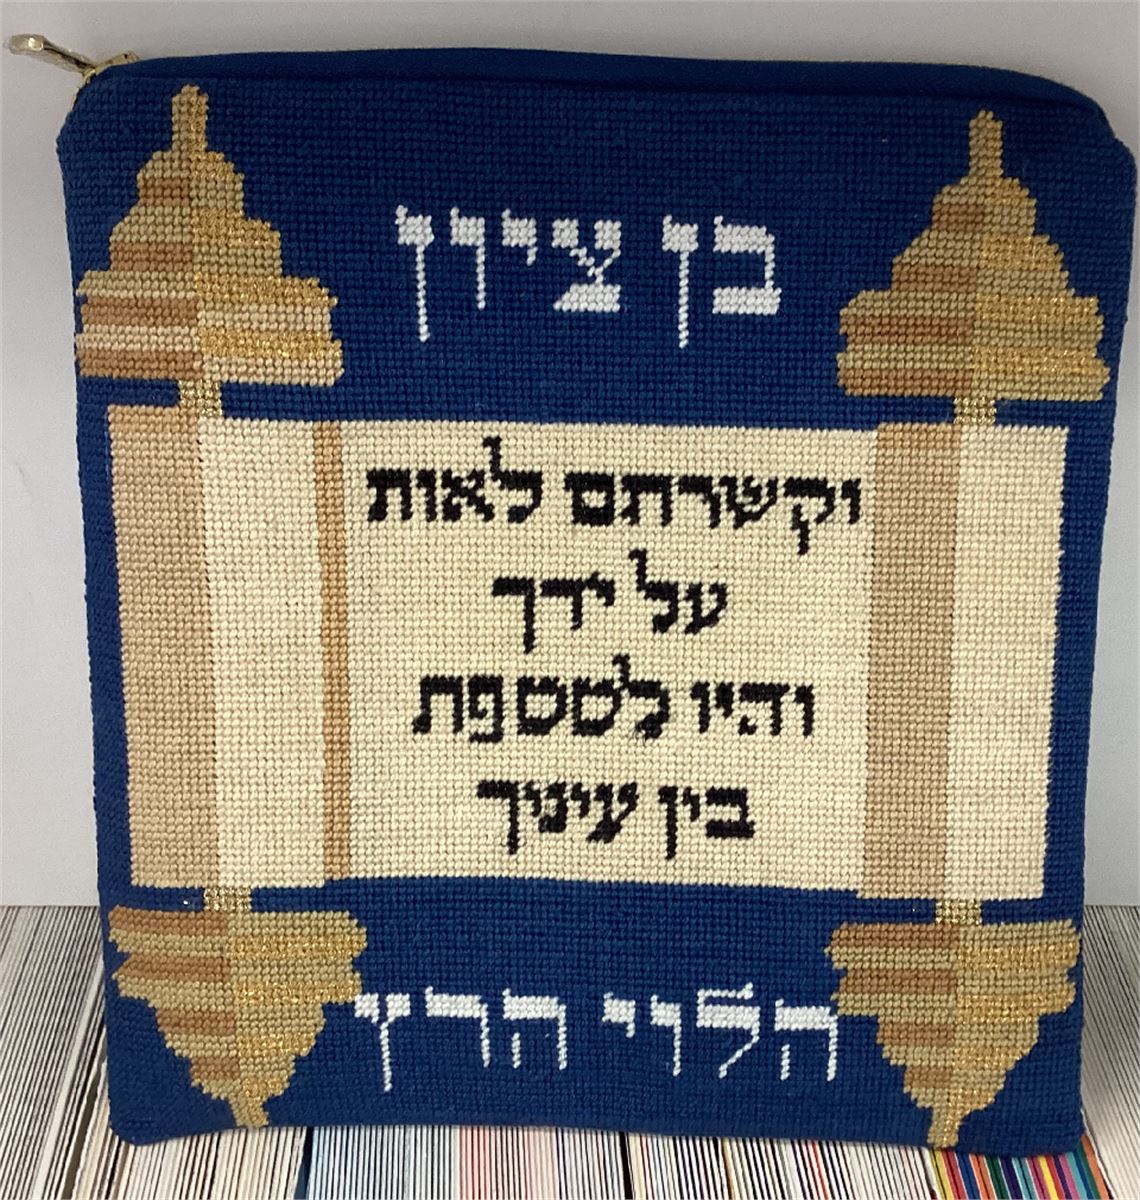 בן ציון
וקשרתם לאות
על ידך
והיו לטטפת
בין עיניך
הלוי הרץ